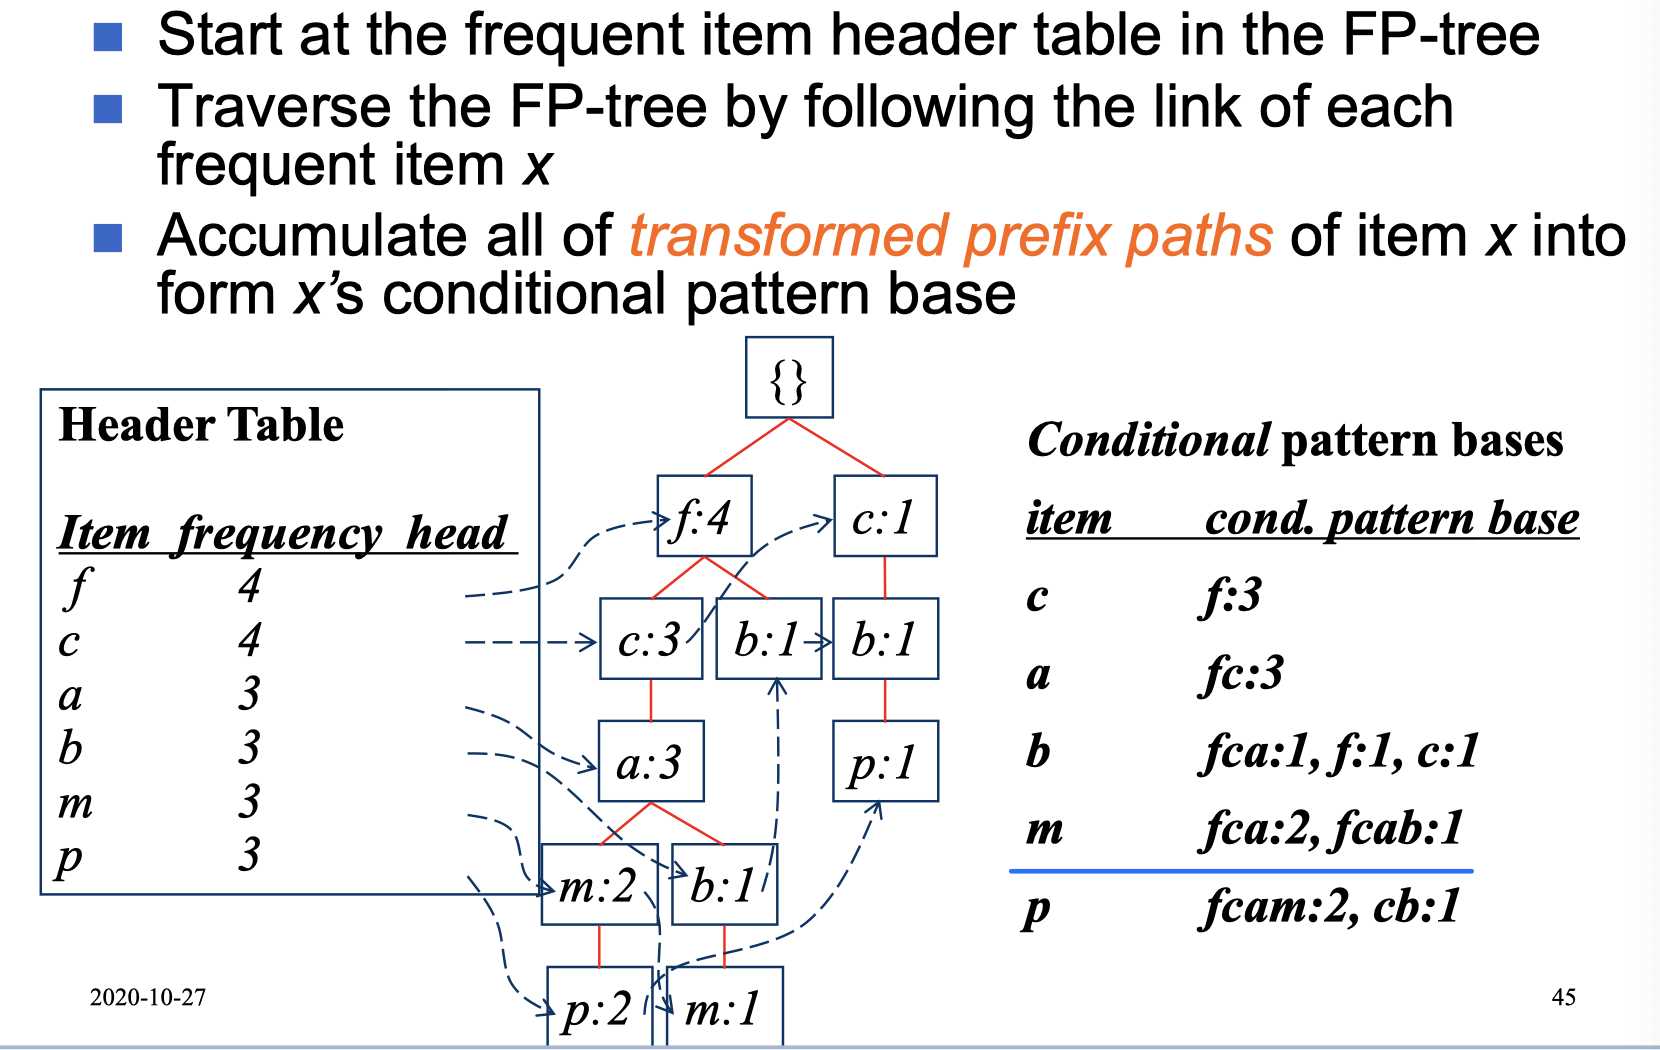 Start at the frequent item header table in the FP-tree
Traverse the FP-tree by following the link of each
frequent item x
Accumulate all of transformed prefix paths of item x into
form x's conditional pattern base
Header Table
Item frequency head
f 4
c 4
a 3
b 3
m 3
p 3
{}
f:4 c:1
c:3 b:1 b:1
a:3 p:1
m:2 b:1
p:2 m:1
Conditional pattern bases
item cond. pattern base
c f:3
a fc:3
b fca:1, f:1, c:1
m fca:2, fcab:1
p fcam:2, cb:1
2020-10-27
45